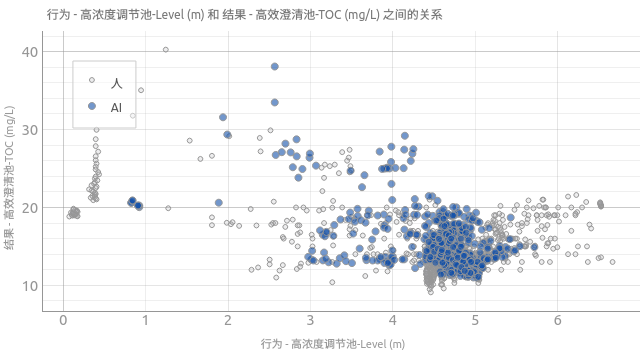 行为 - 高浓度调节池-Level (m) 和 结果 - 高效澄清池-TOC (mg/L) 之间的关系
人
AI
结果 - 高效澄清池-TOC (mg/L)
40
30
20
10
0 1 2 3 4 5 6
行为 - 高浓度调节池-Level (m)